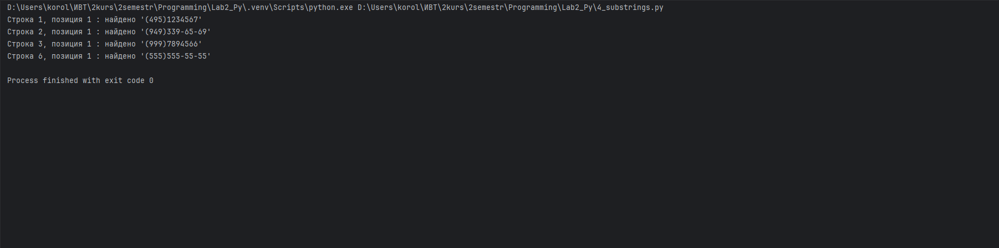 D:\Users\korol\ИВТ\2kurs\2semestr\Programming\Lab2_Py\.venv\Scripts\python.exe D:\Users\korol\ИВТ\2kurs\2semestr\Programming\Lab2_Py\4_substrings.py
Строка 1, позиция 1 : найдено '(495)1234567'
Строка 2, позиция 1 : найдено '(949)339-65-69'
Строка 3, позиция 1 : найдено '(999)7894566'
Строка 6, позиция 1 : найдено '(555)555-55-55'
Process finished with exit code 0